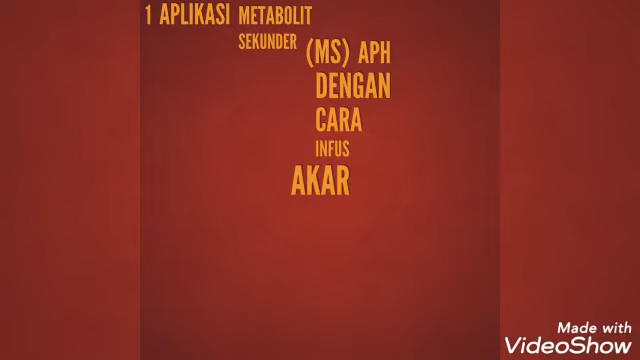 1 APLIKASI METABOLIT
SEKUNDER (MS) APH
DENGAN
CARA
INFUS
AKAR
Made with
VideoShow